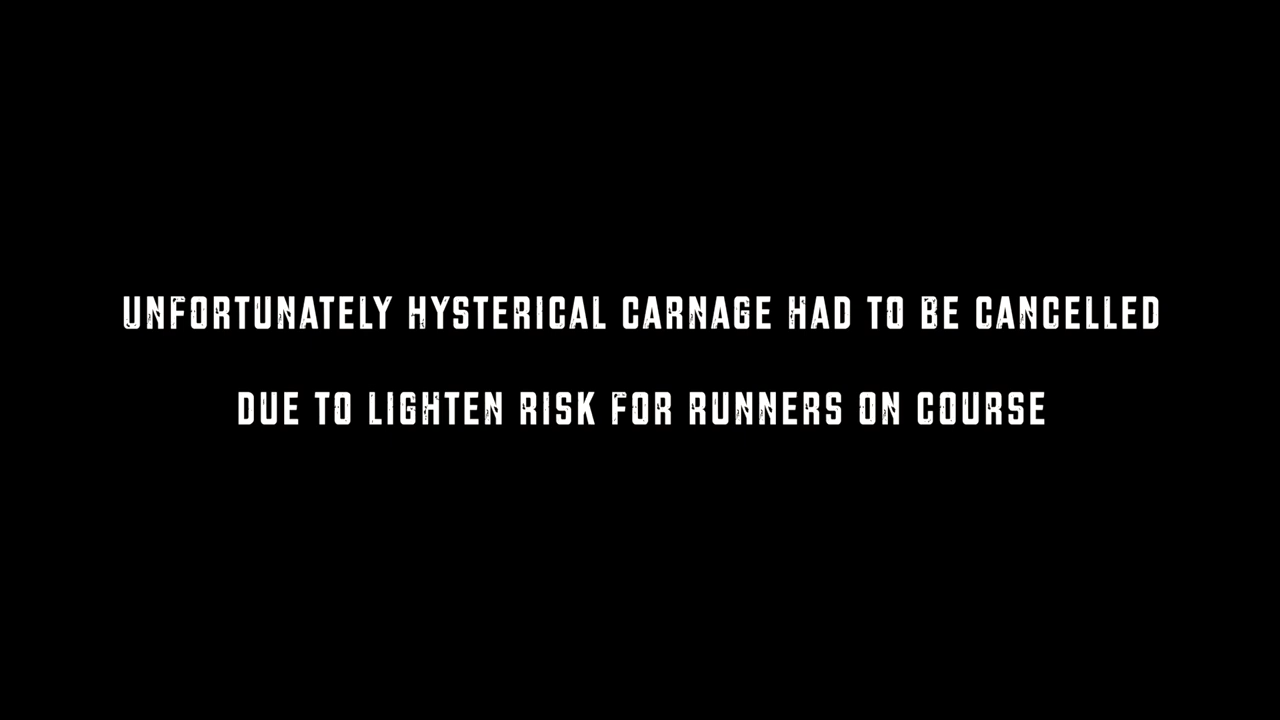 UNFORTUNATELY HYSTERICAL CARNAGE HAD TO BE CANCELLED
DUE TO LIGHTEN RISK FOR RUNNERS ON COURSE